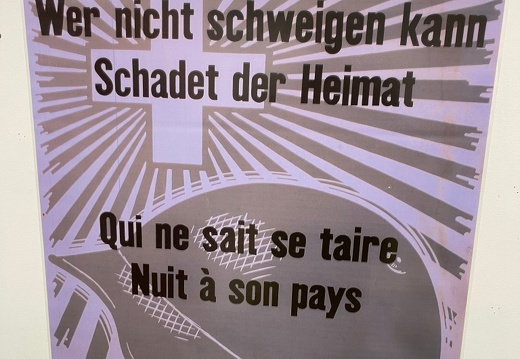 Wer nicht schweigen kann
Schadet der Heimat
Qui ne sait se taire
Nuit à son pays